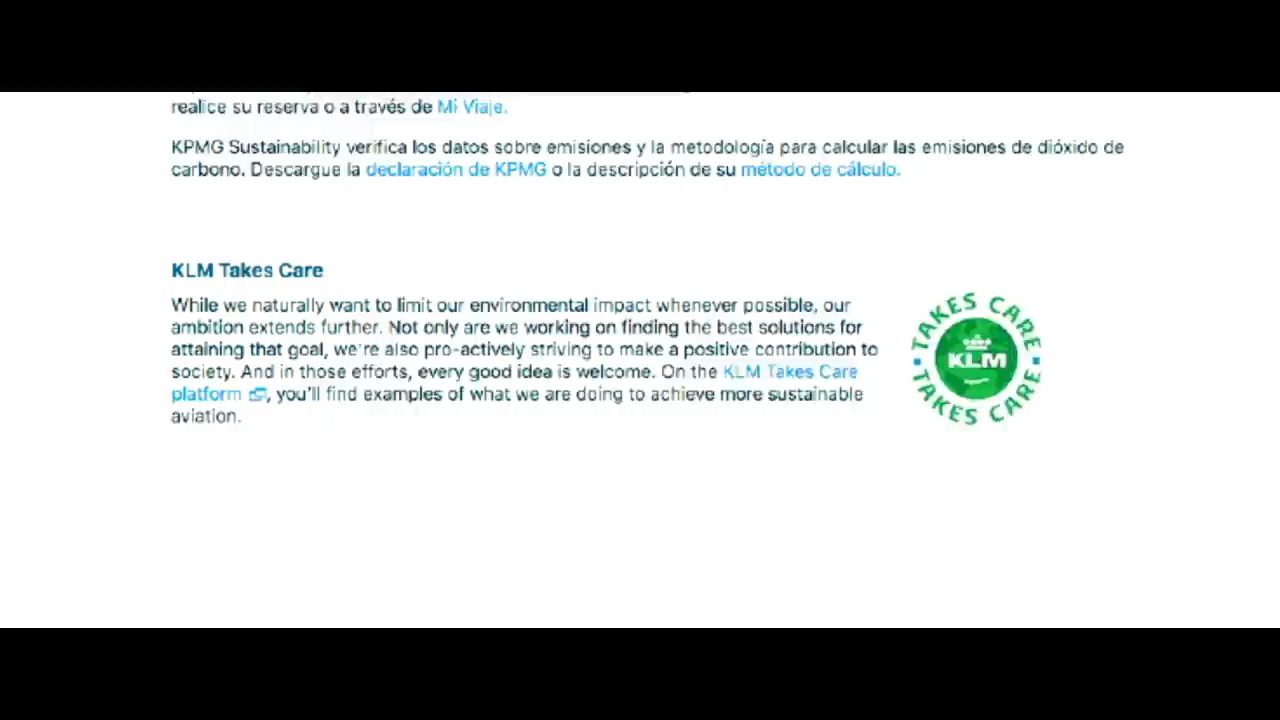 realice su reserva o a través de Mi Viaje.
KPMG Sustainability verifica los datos sobre emisiones y la metodología para calcular las emisiones de dióxido de
carbono. Descargue la declaración de KPMG o la descripción de su método de cálculo.
KLM Takes Care
While we naturally want to limit our environmental impact whenever possible, our
ambition extends further. Not only are we working on finding the best solutions for
attaining that goal, we're also pro-actively striving to make a positive contribution to
society. And in those efforts, every good idea is welcome. On the KLM Takes Care
platform, you'll find examples of what we are doing to achieve more sustainable
aviation.
TAKES CARE
KLM
TAKES CARE